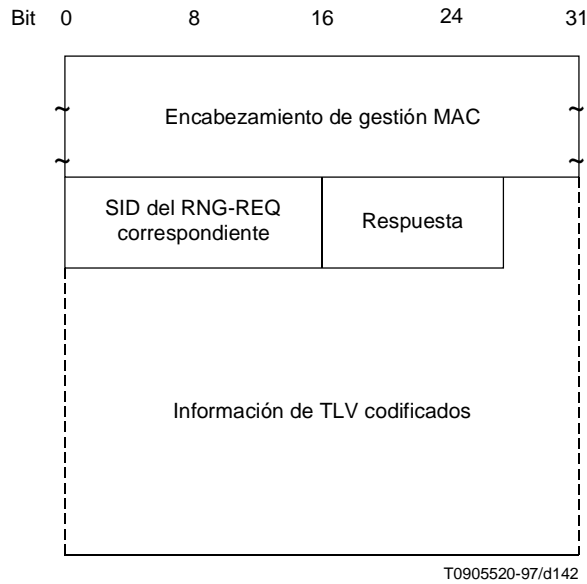 Bit 0 8 16 24 31
Encabezamiento de gestión MAC
SID del RNG-REQ
correspondiente
Respuesta
Información de TLV codificados
T0905520-97/d142